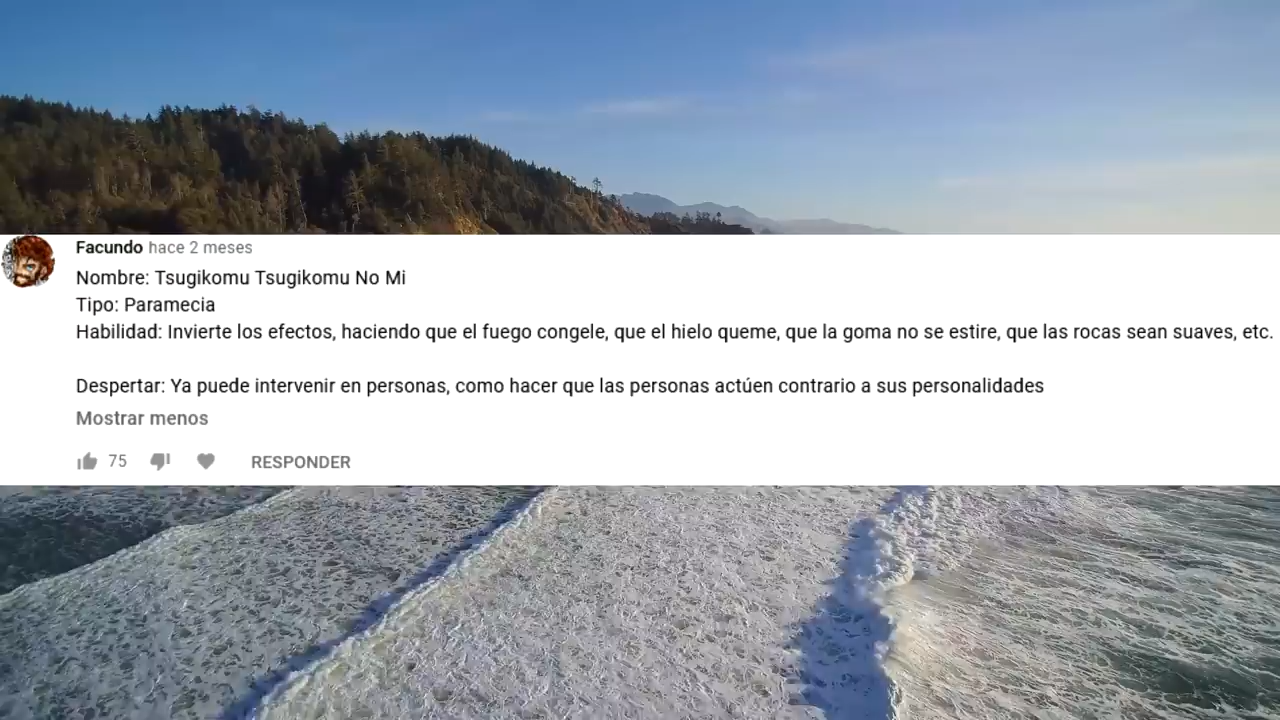 Facundo hace 2 meses
Nombre: Tsugikomu Tsugikomu No Mi
Tipo: Paramecia
Habilidad: Invierte los efectos, haciendo que el fuego congele, que el hielo queme, que la goma no se estire, que las rocas sean suaves, etc.
Despertar: Ya puede intervenir en personas, como hacer que las personas actúen contrario a sus personalidades
Mostrar menos
75 RESPONDER